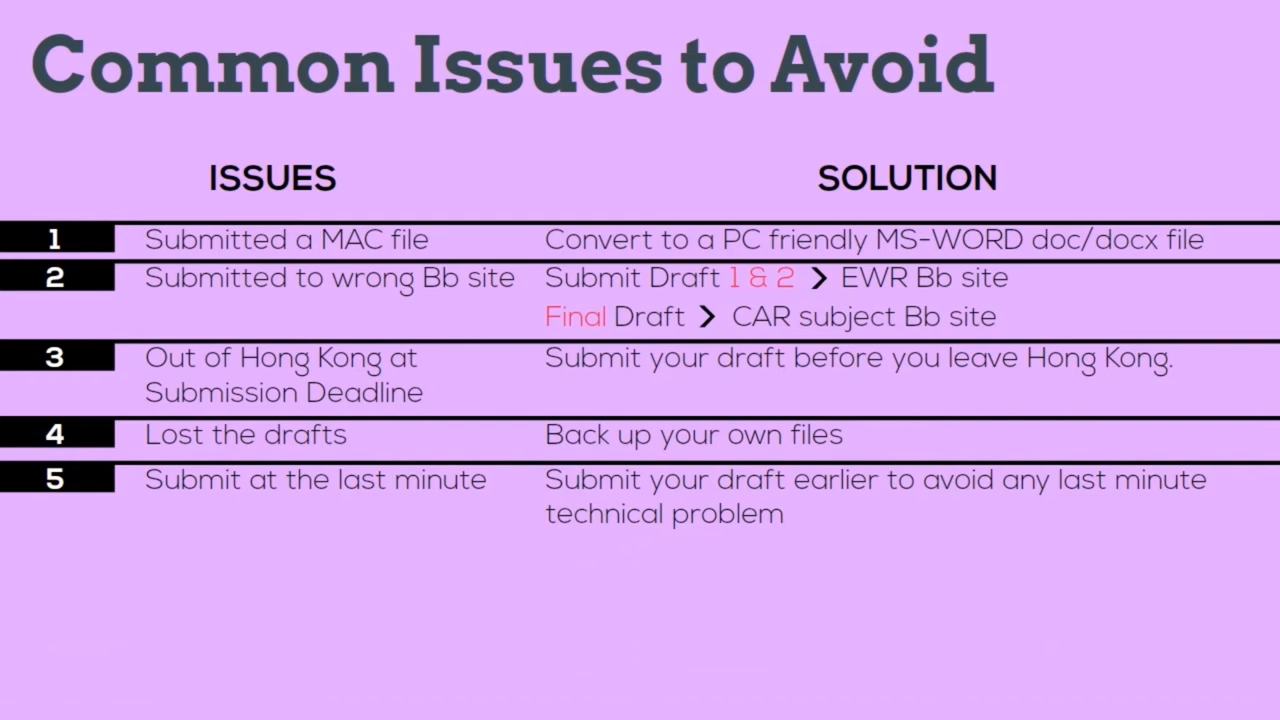 Common Issues to Avoid
ISSUES SOLUTION
1 Submitted a MAC file Convert to a PC friendly MS-WORD doc/docx file
2 Submitted to wrong Bb site Submit Draft 1 & 2 > EWR Bb site
Final Draft > CAR subject Bb site
3 Out of Hong Kong at Submit your draft before you leave Hong Kong.
Submission Deadline
4 Lost the drafts Back up your own files
5 Submit at the last minute Submit your draft earlier to avoid any last minute
technical problem